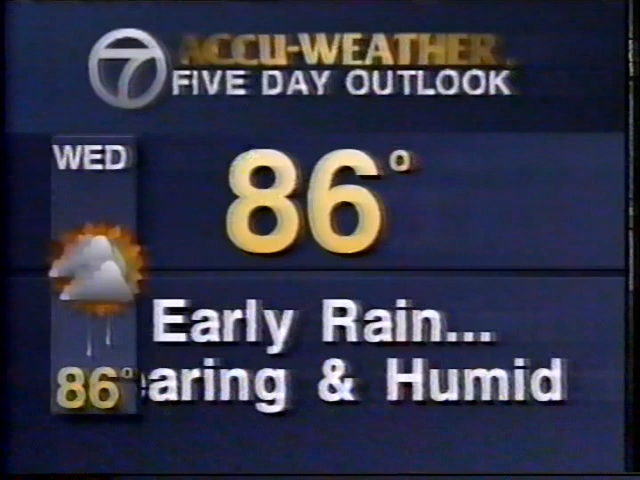 7 ACCU-WEATHER
FIVE DAY OUTLOOK
WED
86°
Early Rain...
earing & Humid
86°